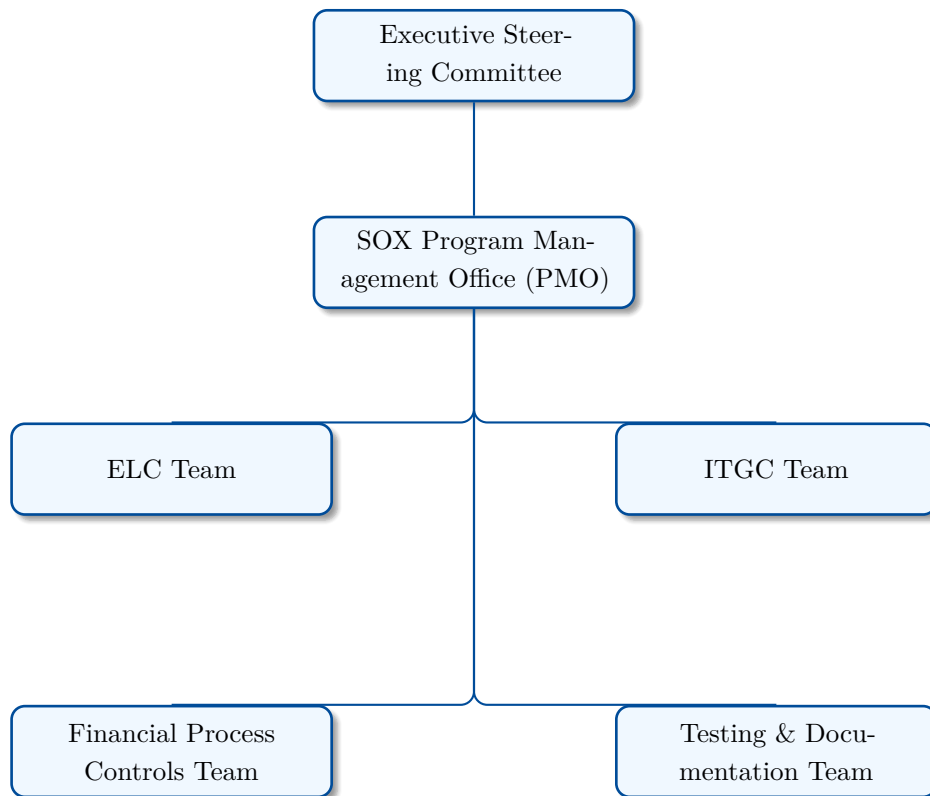 Executive Steer-
ing Committee
SOX Program Man-
agement Office (PMO)
ELC Team
ITGC Team
Financial Process
Controls Team
Testing & Docu-
mentation Team